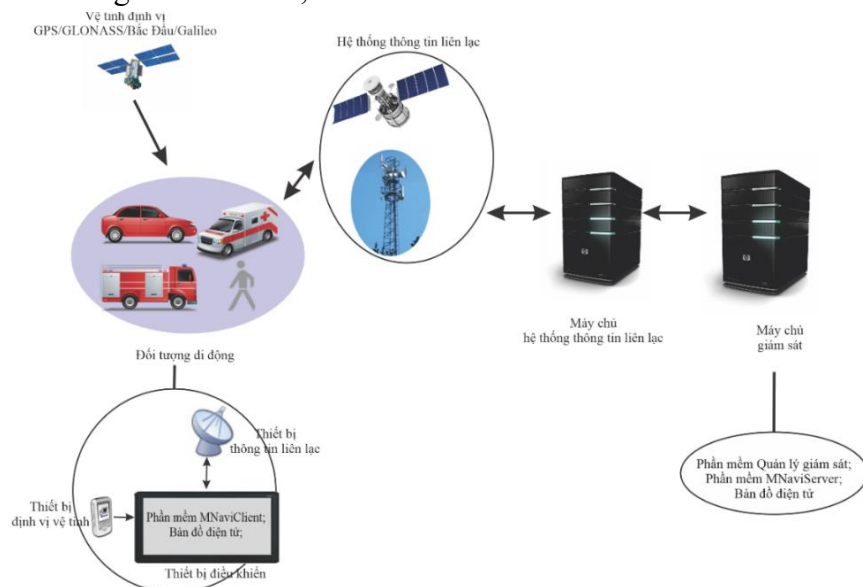 Vệ tinh định vị
GPS/GLONASS/Bắc Đẩu/Galileo
Hệ thống thông tin liên lạc
Máy chủ
hệ thống thông tin liên lạc
Máy chủ
giám sát
Đối tượng di động
Thiết bị
thông tin liên lạc
Thiết bị
định vị vệ tinh
Phần mềm MNaviClient;
Bản đồ điện tử;
Thiết bị điều khiển
Phần mềm Quản lý giám sát;
Phần mềm MNaviServer;
Bản đồ điện tử